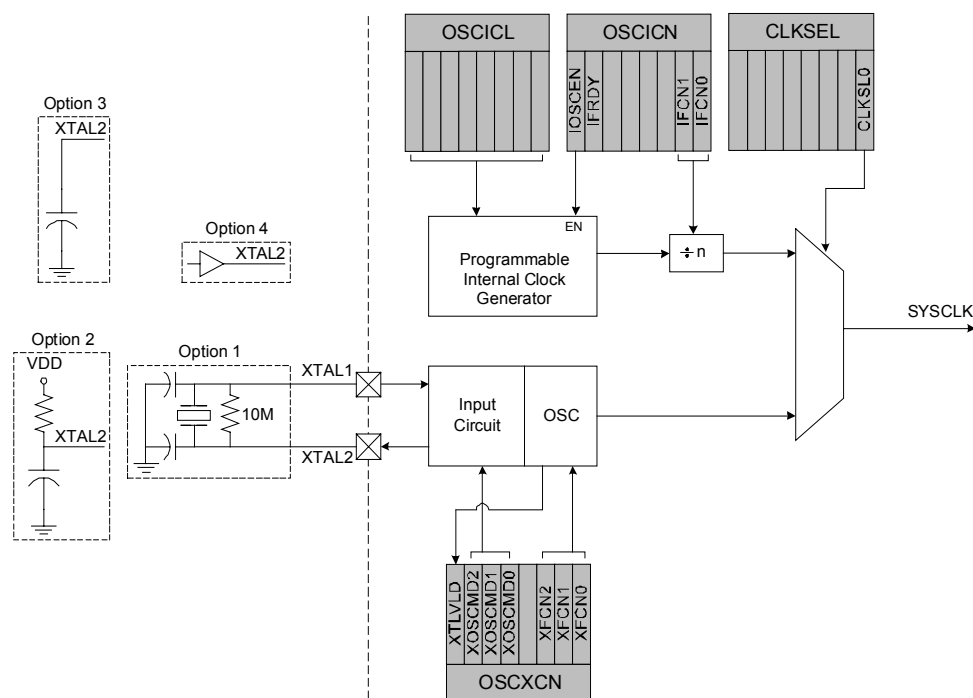 OSCICL
OSCICN
CLKSEL
IOSCEN
IFRDY
IFCN1
IFCN0
CLKSL0
Option 3
XTAL2
Option 4
XTAL2
EN
Programmable
Internal Clock
Generator
÷ n
SYSCLK
Option 2
VDD
XTAL2
Option 1
10M
XTAL1
XTAL2
Input
Circuit
OSC
XTLVLD
XOSCMD2
XOSCMD1
XOSCMD0
XFCN2
XFCN1
XFCN0
OSCXCN